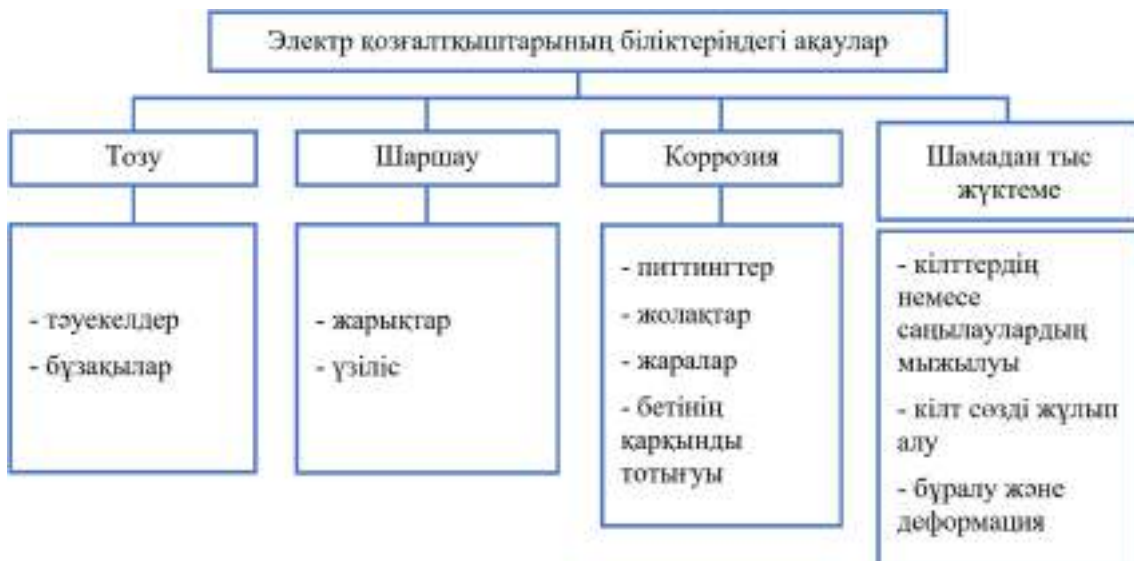 Электр қозғалтқыштарының біліктеріндегі ақаулар
Тозу
Шаршау
Коррозия
Шамадан тыс
жүктеме
- тәуекелдер
- бұзақылар
- жарықтар
- үзіліс
- питтингтер
- жолақтар
- жаралар
- бетінің
қарқынды
тотығуы
- кілттердің
немесе
саңылаулардың
мыжылуы
- кілт сөзді жұлып
алу
- бұралу және
деформация